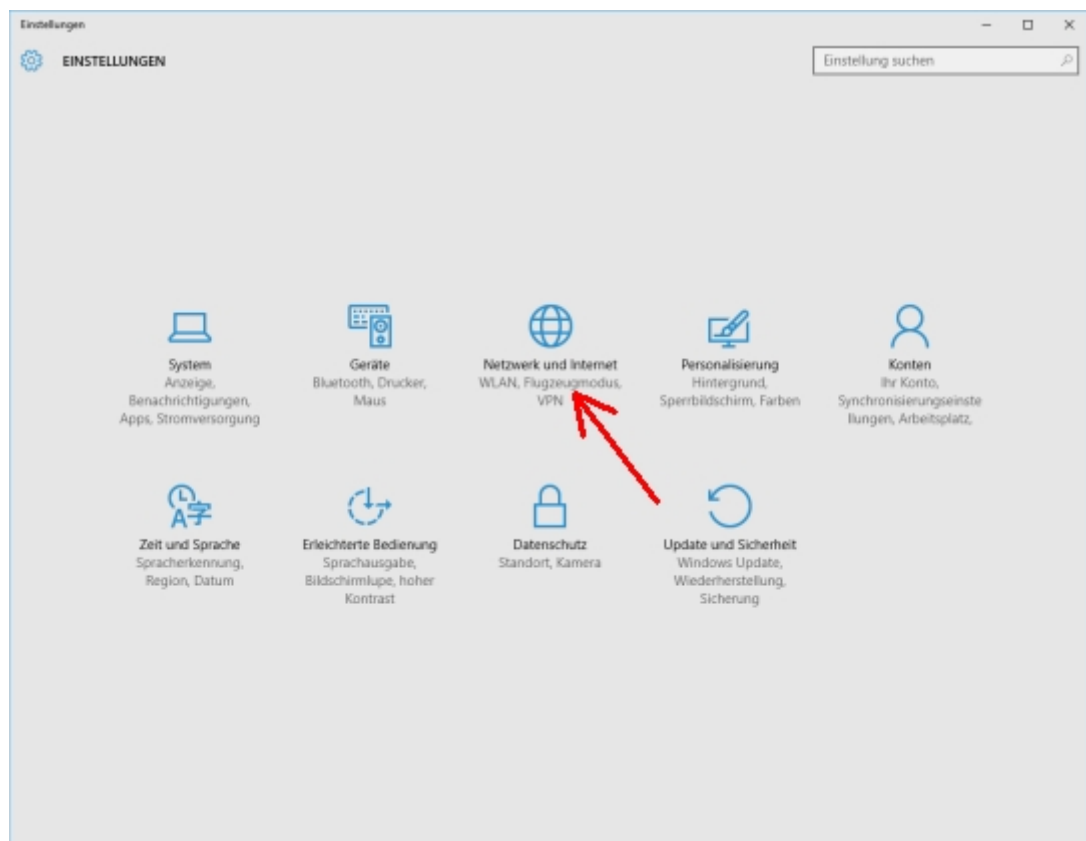 Einstellungen
EINSTELLUNGEN
Einstellung suchen
System
Anzeige,
Benachrichtigungen,
Apps, Stromversorgung
Geräte
Bluetooth, Drucker,
Maus
Netzwerk und Internet
WLAN, Flugzeugmodus,
VPN
Personalisierung
Hintergrund,
Sperrbildschirm, Farben
Konten
Ihr Konto,
Synchronisierungseinste
llungen, Arbeitsplatz,
A字
Zeit und Sprache
Spracherkennung,
Region, Datum
Erleichterte Bedienung
Sprachausgabe,
Bildschirmlupe, hoher
Kontrast
Datenschutz
Standort, Kamera
Update und Sicherheit
Windows Update,
Wiederherstellung,
Sicherung